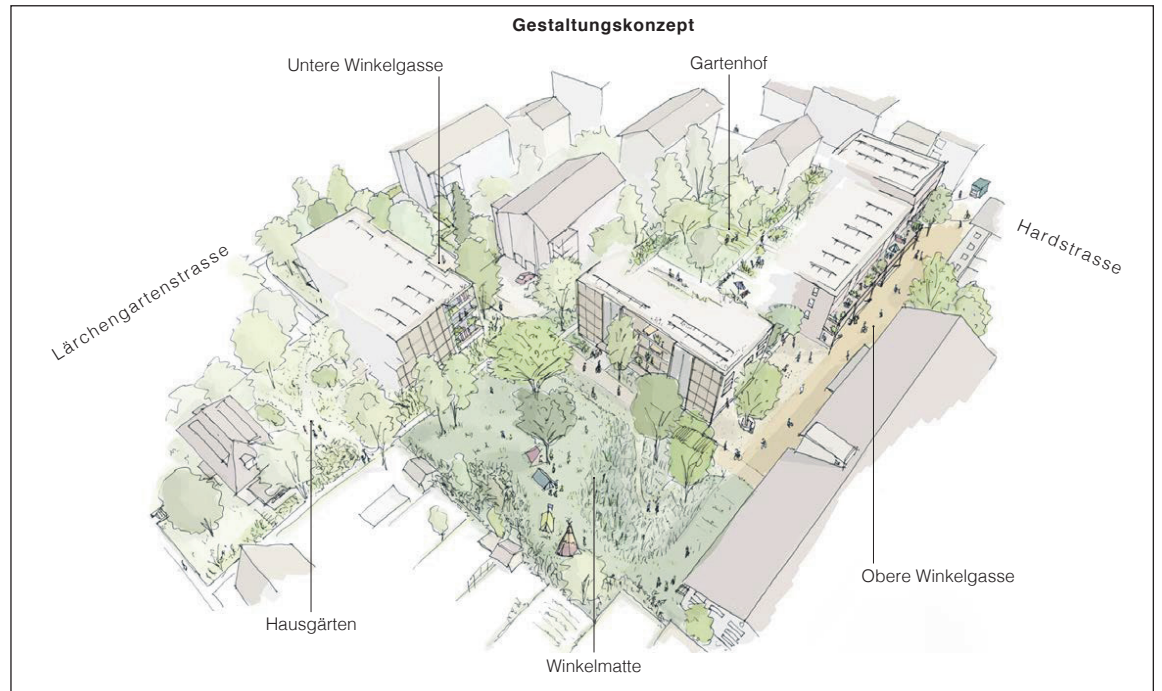 Gestaltungskonzept
Untere Winkelgasse
Gartenhof
Lärchengartenstrasse
Hardstrasse
Obere Winkelgasse
Hausgärten
Winkelmatte